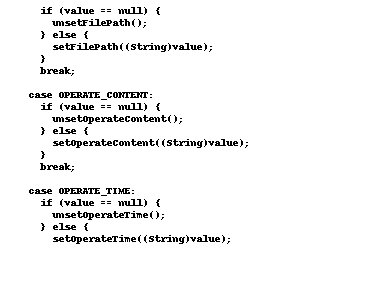 if (value == null) {
unsetFilePath();
} else {
setFilePath((String)value);
}
break;
case OPERATE_CONTENT:
if (value == null) {
unsetOperateContent();
} else {
setOperateContent((String)value);
}
break;
case OPERATE_TIME:
if (value == null) {
unsetOperateTime();
} else {
setOperateTime((String)value);